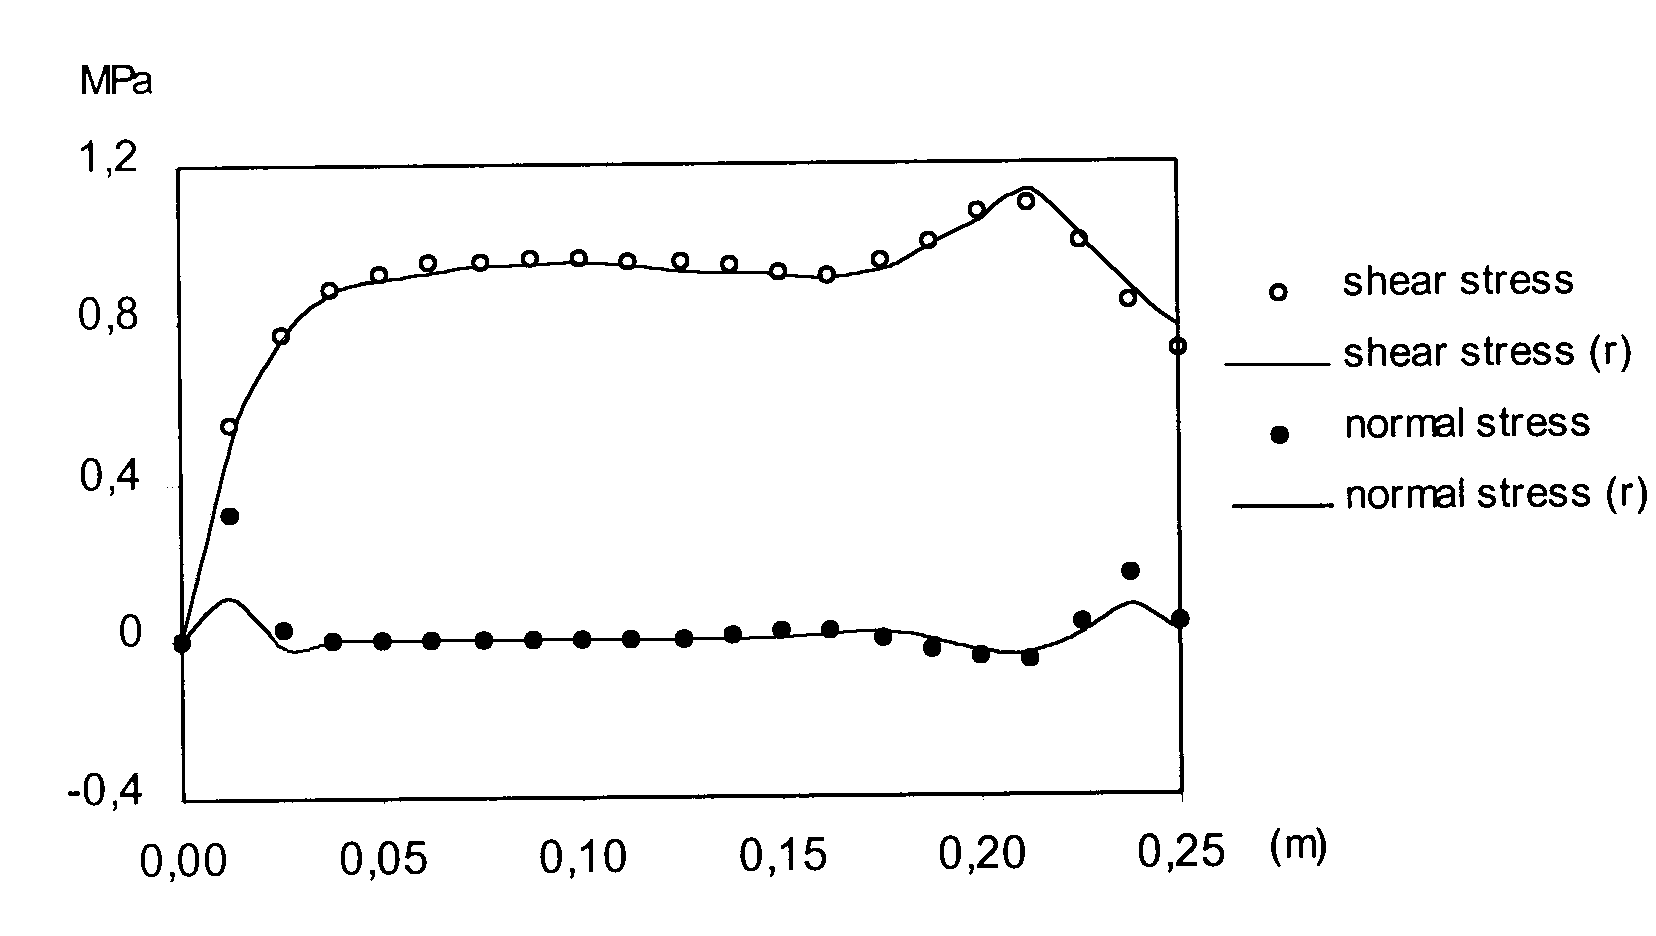 MPa
1,2
0,8
0,4
0
-0,4
0,00 0,05 0,10 0,15 0,20 0,25 (m)
shear stress
shear stress (r)
normal stress
normal stress (r)